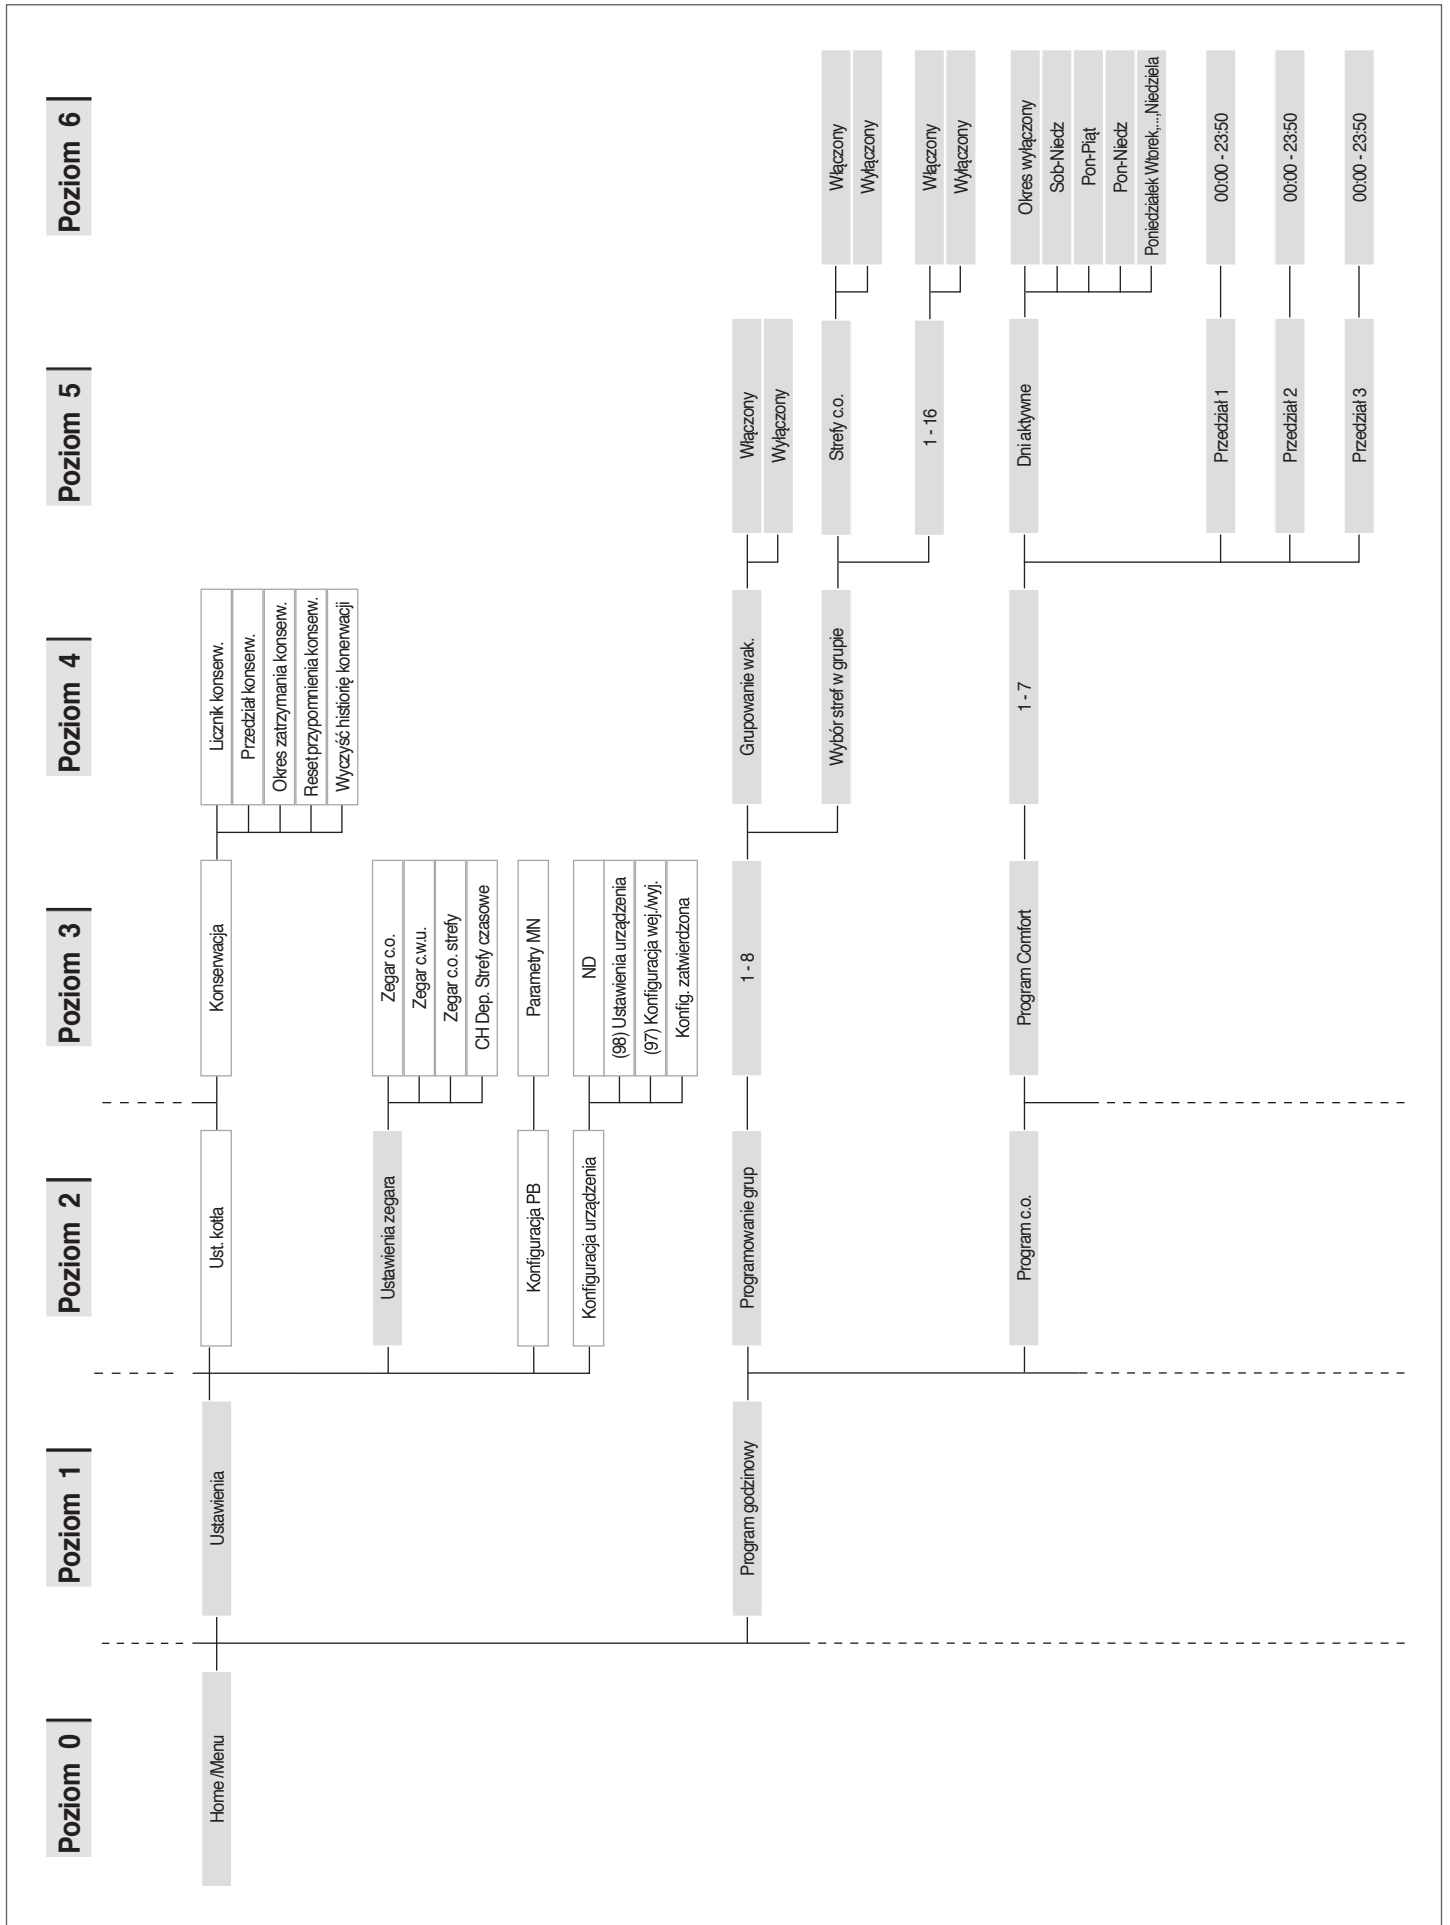 Poziom 0
Poziom 1
Poziom 2
Poziom 3
Poziom 4
Poziom 5
Poziom 6
Home /Menu
Ustawienia
Ust. kotła
Konserwacja
Licznik konserw.
Przedział konserw.
Okres zatrzymania konserw.
Reset przypomnienia konserw.
Wyczyść histiorię konerwacji
Ustawienia zegara
Zegar c.o.
Zegar c.w.u.
Zegar c.o. strefy
CH Dep. Strefy czasowe
Konfiguracja PB
Parametry MN
Konfiguracja urządzenia
ND
(98) Ustawienia urządzenia
(97) Konfiguracja wej./wyj.
Konfig. zatwierdzona
Program godzinowy
Programowanie grup
1 - 8
Grupowanie wak.
Włączony
Wyłączony
Wybór stref w grupie
Strefy c.o.
Włączony
Wyłączony
1 - 16
Włączony
Wyłączony
Program c.o.
Program Comfort
1 - 7
Dni aktywne
Okres wyłączony
Sob-Niedz
Pon-Piąt
Pon-Niedz
Poniedziałek Wtorek,...,Niedziela
Przedział 1
00:00 - 23:50
Przedział 2
00:00 - 23:50
Przedział 3
00:00 - 23:50